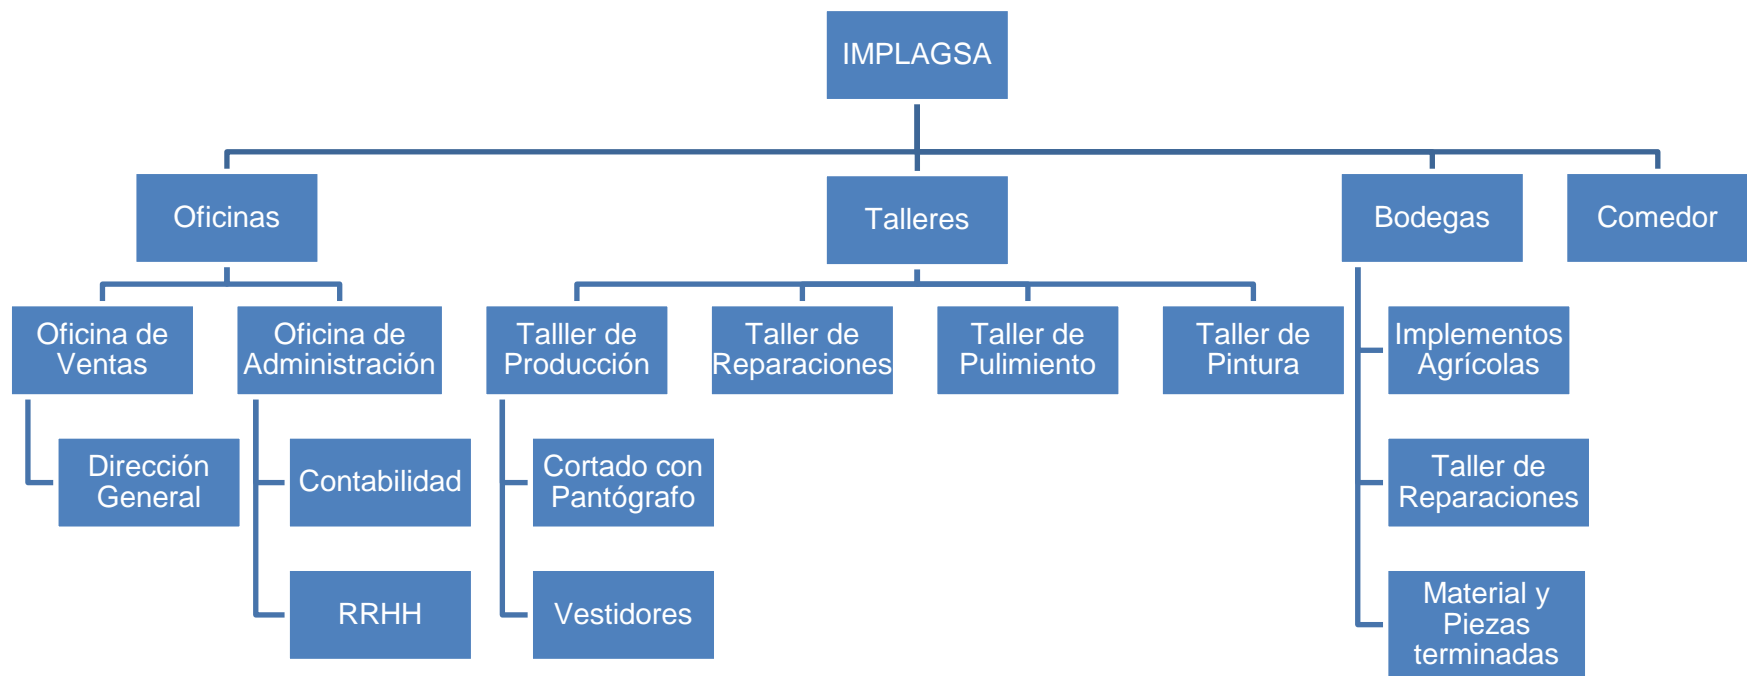 IMPLAGSA
Oficinas
Talleres
Bodegas
Comedor
Oficina de
Ventas
Oficina de
Administración
Talller de
Producción
Taller de
Reparaciones
Taller de
Pulimiento
Taller de
Pintura
Implementos
Agrícolas
Dirección
General
Contabilidad
Cortado con
Pantógrafo
Taller de
Reparaciones
RRHH
Vestidores
Material y
Piezas
terminadas